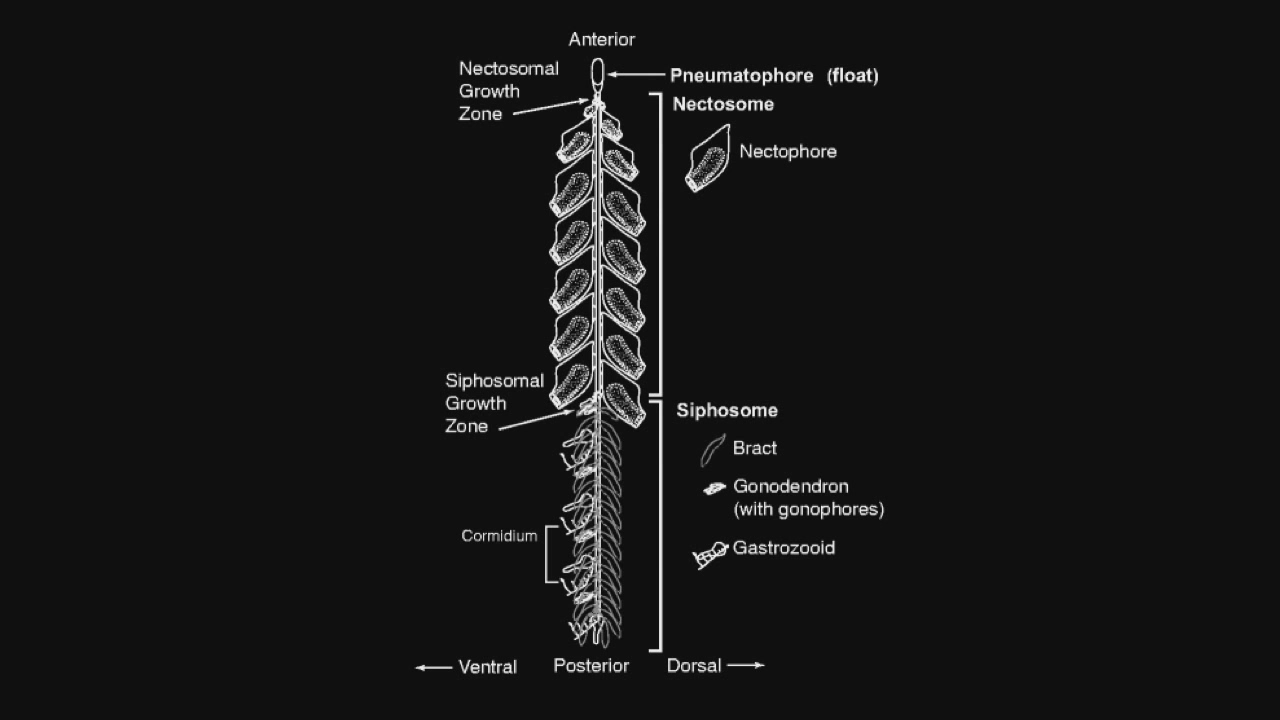 Anterior
Nectosomal
Growth
Zone
Pneumatophore (float)
Nectosome
Nectophore
Siphosomal
Growth
Zone
Siphosome
Bract
Gonodendron
(with gonophores)
Gastrozooid
Cormidium
Ventral
Posterior
Dorsal